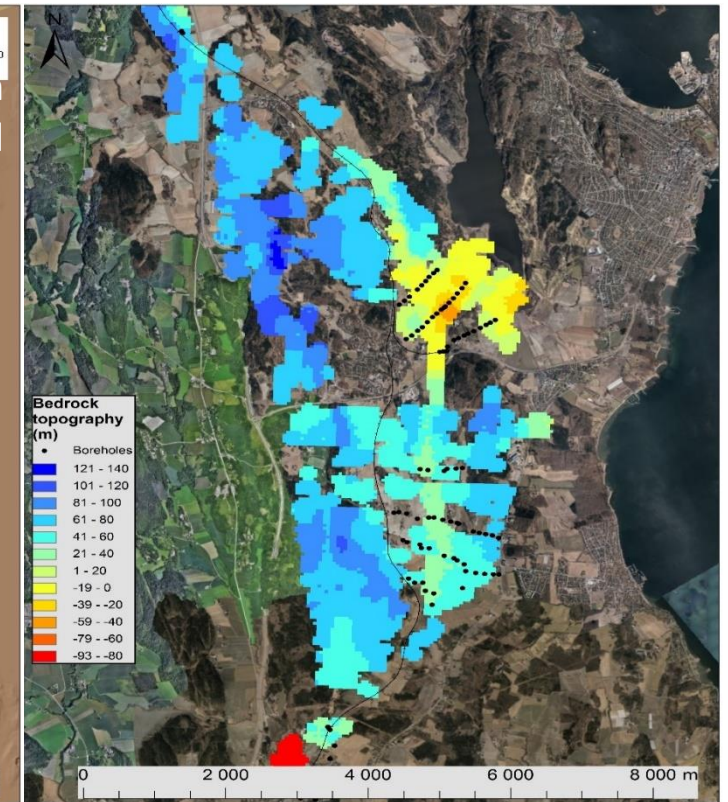 N
Bedrock
topography
(m)
Boreholes
121 - 140
101 - 120
81 - 100
61 - 80
41 - 60
21 - 40
1 - 20
-19 - 0
-39 - -20
-59 - -40
-79 - -60
-93 - -80
0 2 000 4 000 6 000 8 000 m